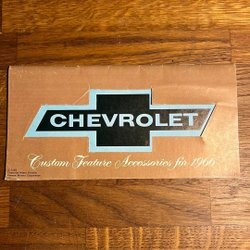 CHEVROLET
Custom Feature Accessories for 1966